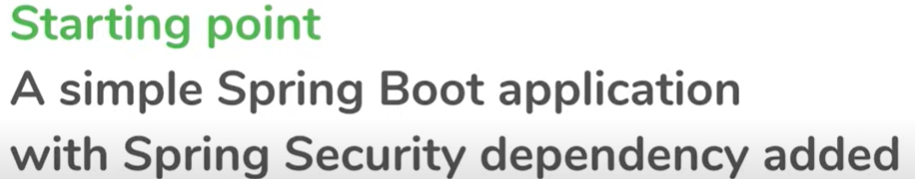 Starting point
A simple Spring Boot application
with Spring Security dependency added